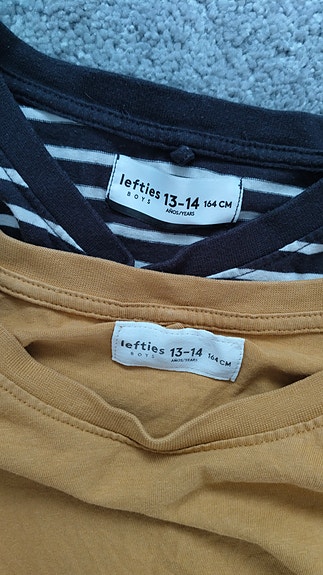 lefties
BOYS
13-14
AÑOS/YEARS
164 CM
lefties
BOYS
13-14
AÑOS/YEARS
164 CM